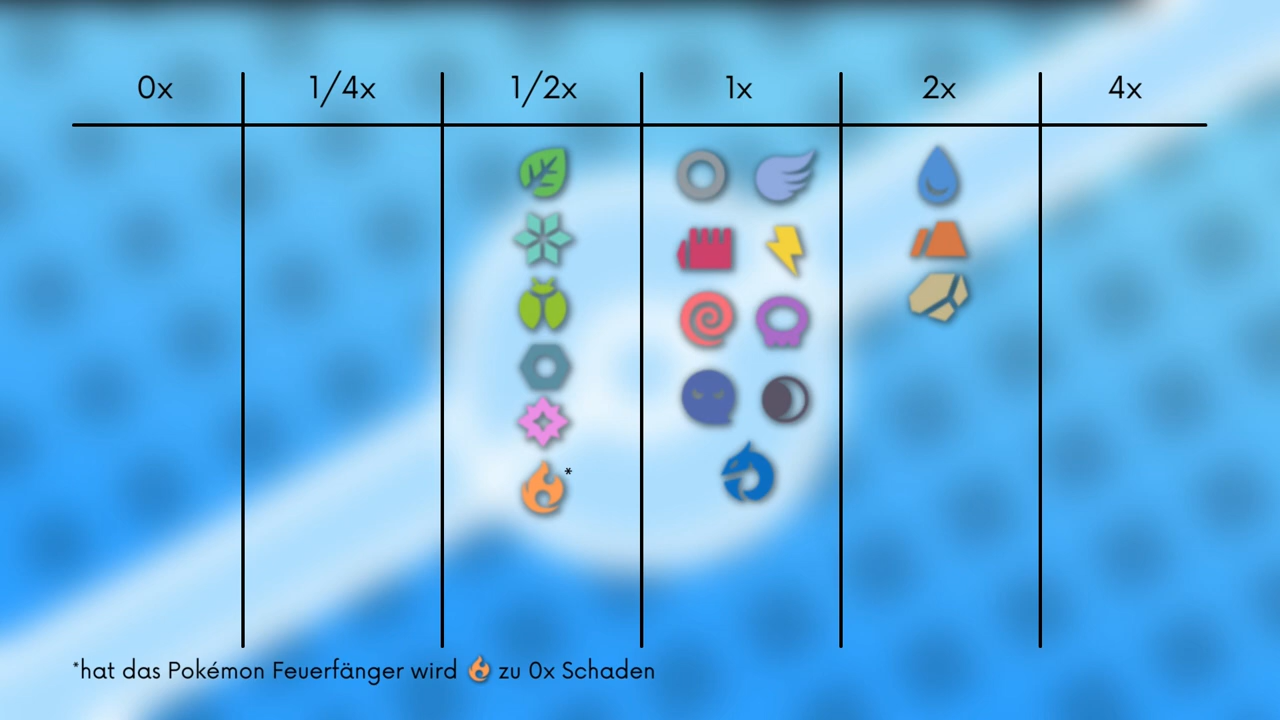 0x 1/4x 1/2x 1x 2x 4x
*
*hat das Pokémon Feuerfänger wird zu 0x Schaden